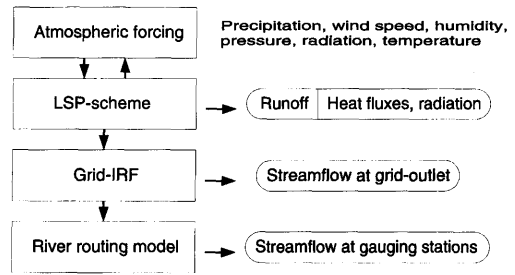 Atmospheric forcing
Precipitation, wind speed, humidity,
pressure, radiation, temperature
LSP-scheme
Runoff
Heat fluxes, radiation
Grid-IRF
Streamflow at grid-outlet
River routing model
Streamflow at gauging stations